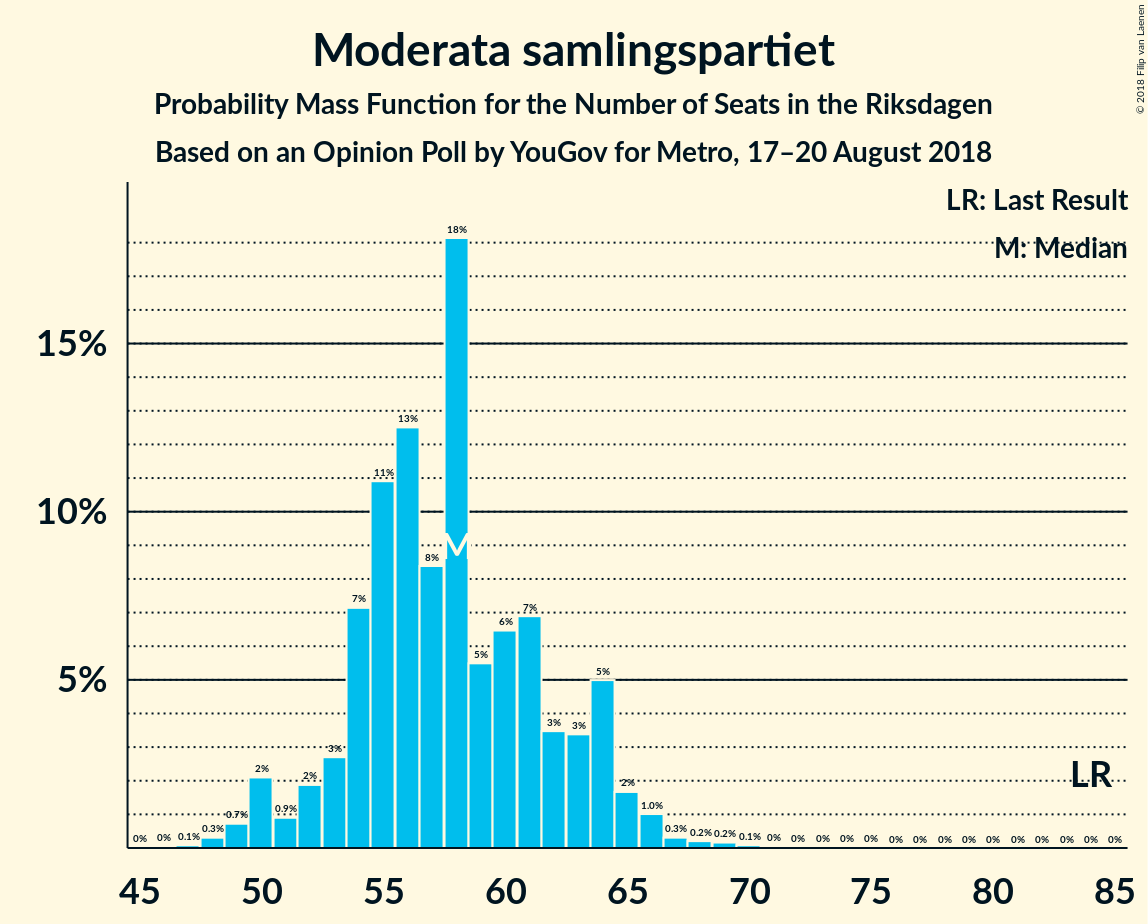 Moderata samlingspartiet
Probability Mass Function for the Number of Seats in the Riksdagen
Based on an Opinion Poll by YouGov for Metro, 17–20 August 2018
© 2018 Filip van Laenen
LR: Last Result
M: Median
15%
10%
5%
0% 0% 0.1% 0.3% 0.7% 2% 0.9% 2% 3% 7% 11% 13% 8% 18% 5% 6% 7% 3% 3% 5% 2% 1.0% 0.3% 0.2% 0.2% 0.1% 0% 0% 0% 0% 0% 0% 0% 0% 0% 0% 0% 0% 0% 0% 0%
M
LR
45 50 55 60 65 70 75 80 85